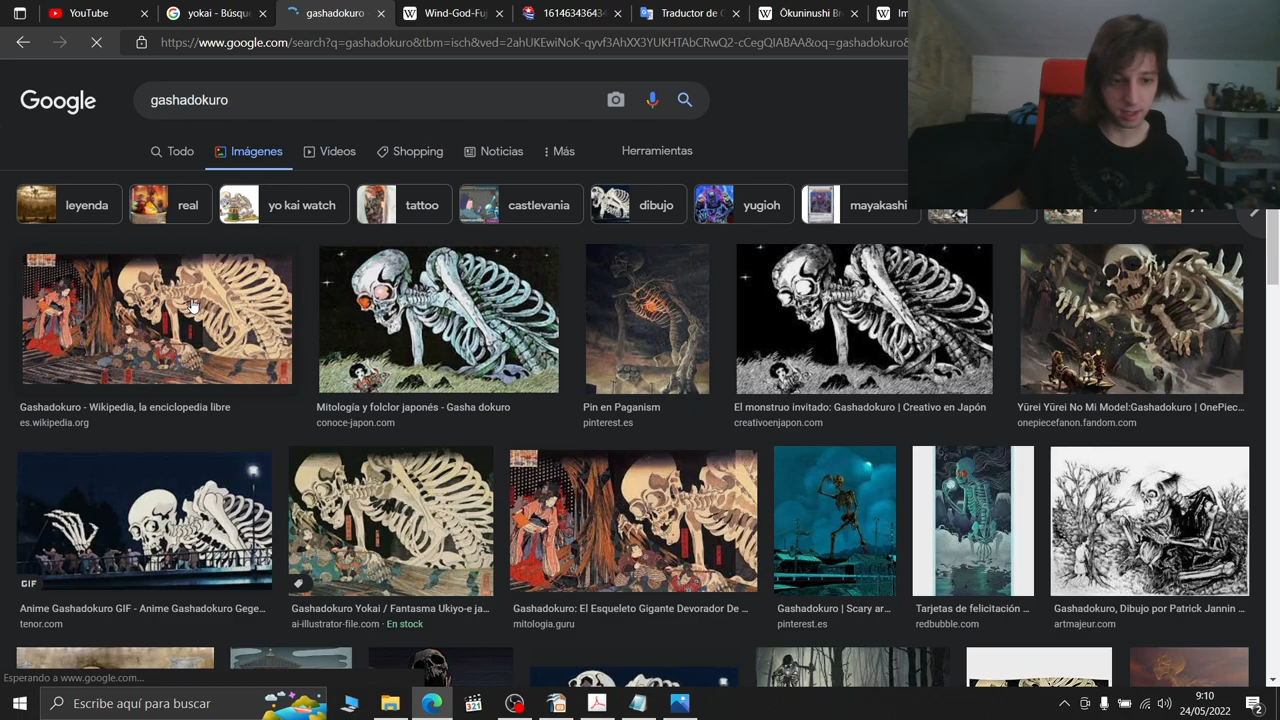 YouTube
yokai - Búsqu
gashadokuro -
Wind-God-Fuj
161463436434
Traductor de G
Ōkuninushi Br
Im
https://www.google.com/search?q=gashadokuro&tbm=isch&ved=2ahUKEwiNoK-qyvf3AhXX3YUKHTAbCRwQ2-cCegQIABAA&oq=gashadokuro&
Google
gashadokuro
Todo
Imágenes
Videos
Shopping
Noticias
Más
Herramientas
leyenda
real
yo kai watch
tattoo
castlevania
dibujo
yugioh
mayakashi
Gashadokuro - Wikipedia, la enciclopedia libre
es.wikipedia.org
Mitología y folclor japonés - Gasha dokuro
conoce-japon.com
Pin en Paganism
pinterest.es
El monstruo invitado: Gashadokuro | Creativo en Japón
creativoenjapon.com
Yūrei Yūrei No Mi Model:Gashadokuro | OnePiec...
onepiecefanon.fandom.com
GIF
Anime Gashadokuro GIF - Anime Gashadokuro Gege...
tenor.com
Gashadokuro Yokai / Fantasma Ukiyo-e ja...
ai-illustrator-file.com · En stock
Gashadokuro: El Esqueleto Gigante Devorador De ...
mitologia.guru
Gashadokuro | Scary ar...
pinterest.es
Tarjetas de felicitación ...
redbubble.com
Gashadokuro, Dibujo por Patrick Jannin ...
artmajeur.com
Esperando a www.google.com...
Escribe aquí para buscar
321
9:10
24/05/2022
2